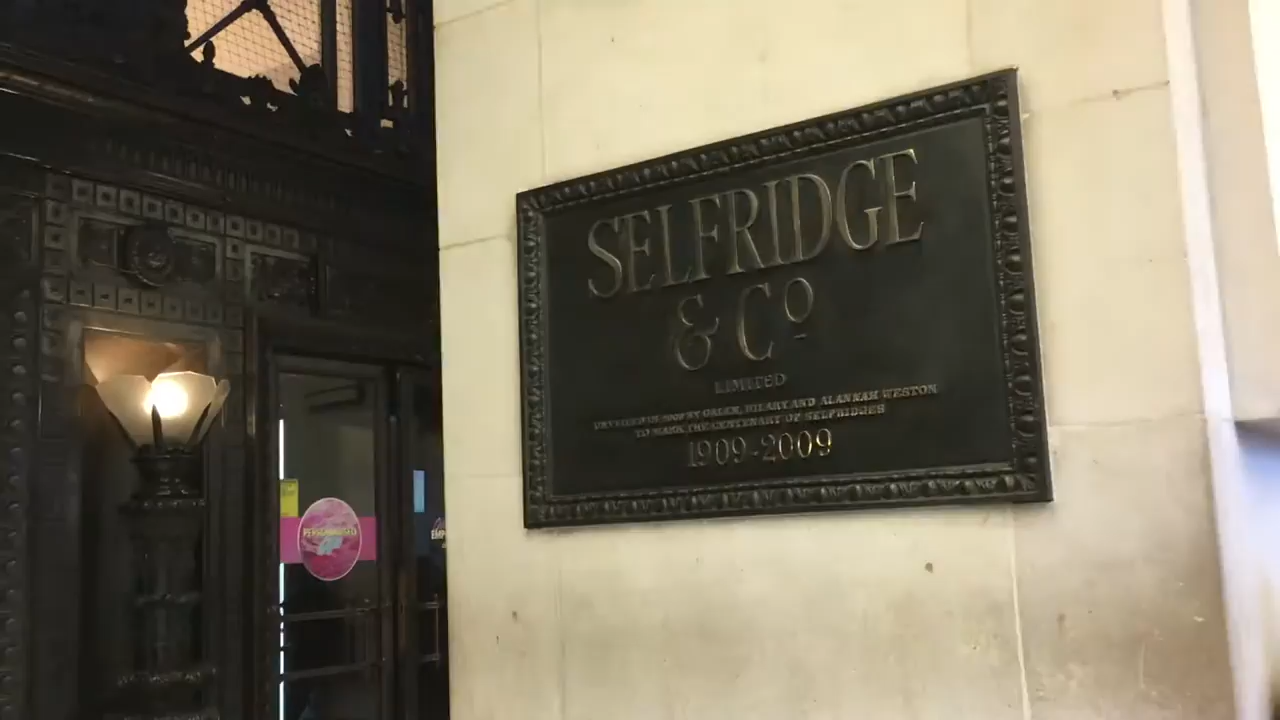 SELFRIDGE
& Co
LIMITED
UNVEILED IN 2009 BY GALEN, HILARY AND ALANNAH WESTON
TO MARK THE CENTENARY OF SELFRIDGES
1909-2009
PERSONALISED